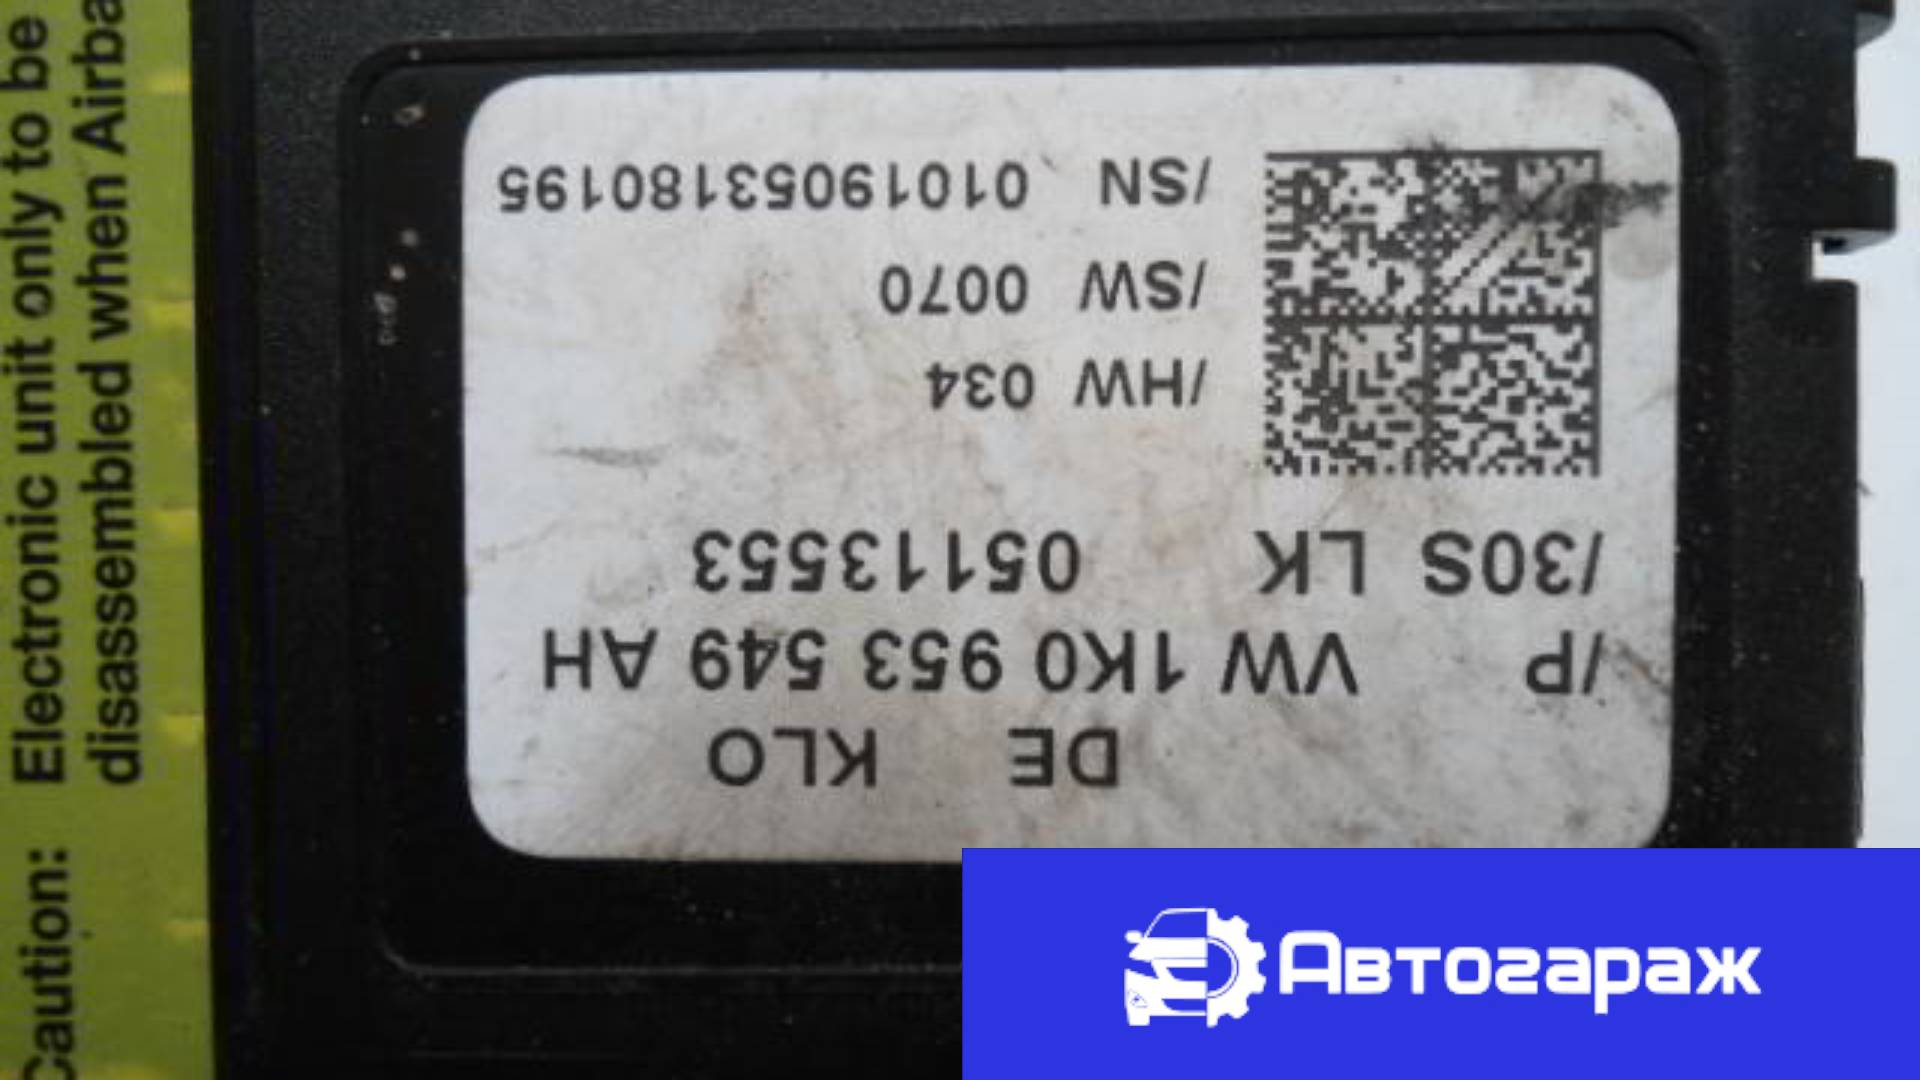 DE KLO
/P VW 1K0 953 549 AH
/30S LK 05113553
/HW 034
/SW 0070
/SN 01019053180195
Caution: Electronic unit only to be
disassembled when Airba
Автогараж